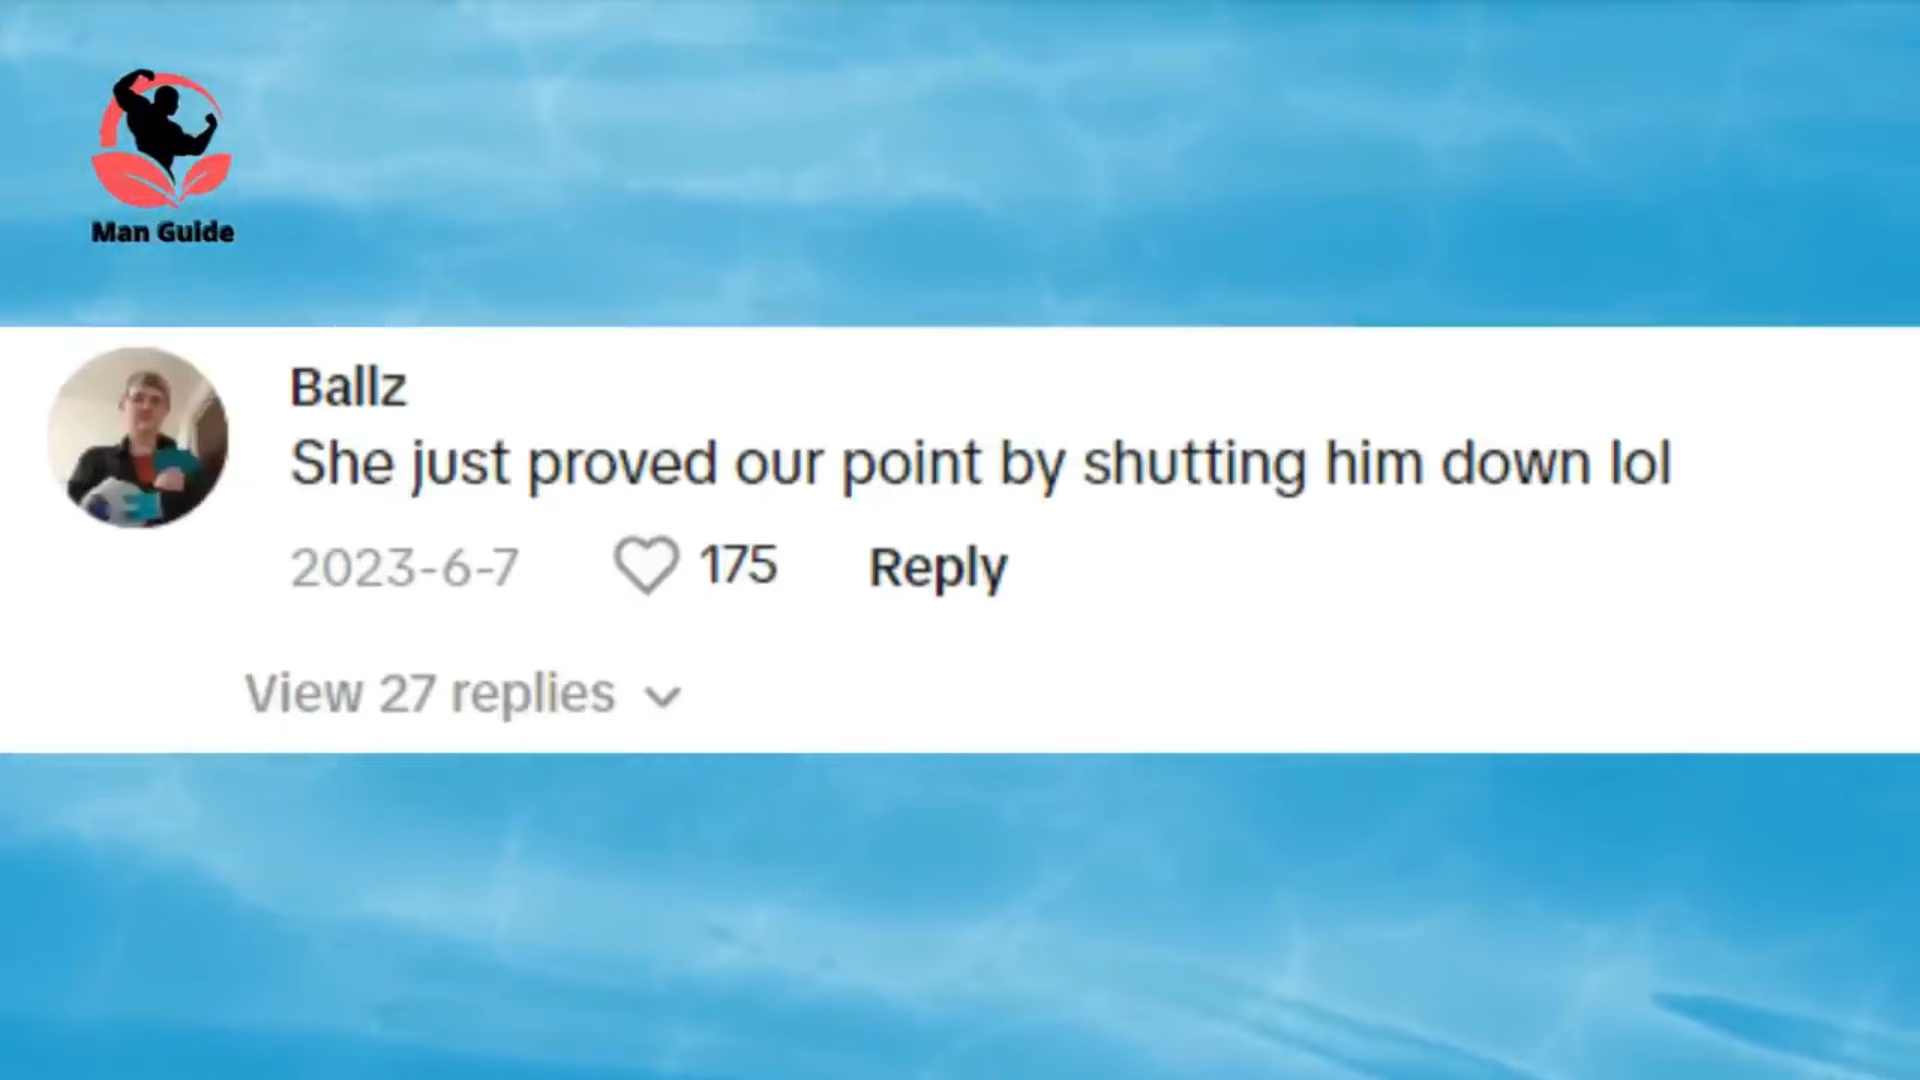 Man Guide
Ballz
She just proved our point by shutting him down lol
2023-6-7 175 Reply
View 27 replies